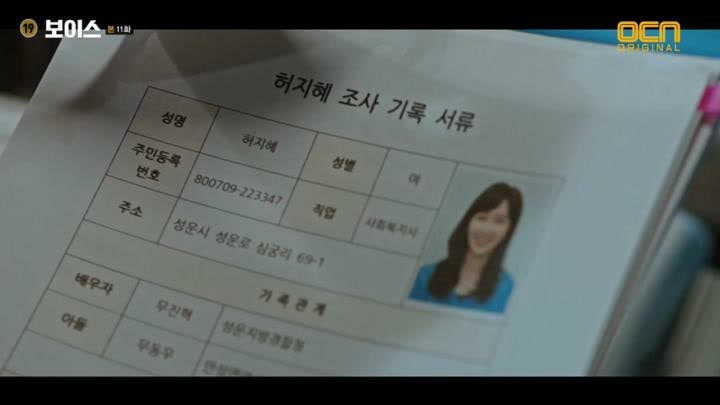 19 보이스 본 11화
OCN
ORIGINAL
허지혜 조사 기록 서류
성명 허지혜 성별 여
주민등록
번호 800709-223347 직업 사회복지사
주소 성운시 성운로 심궁리 69-1
가족관계
배우자 무진혁 성운지방경찰청
아들 무동우